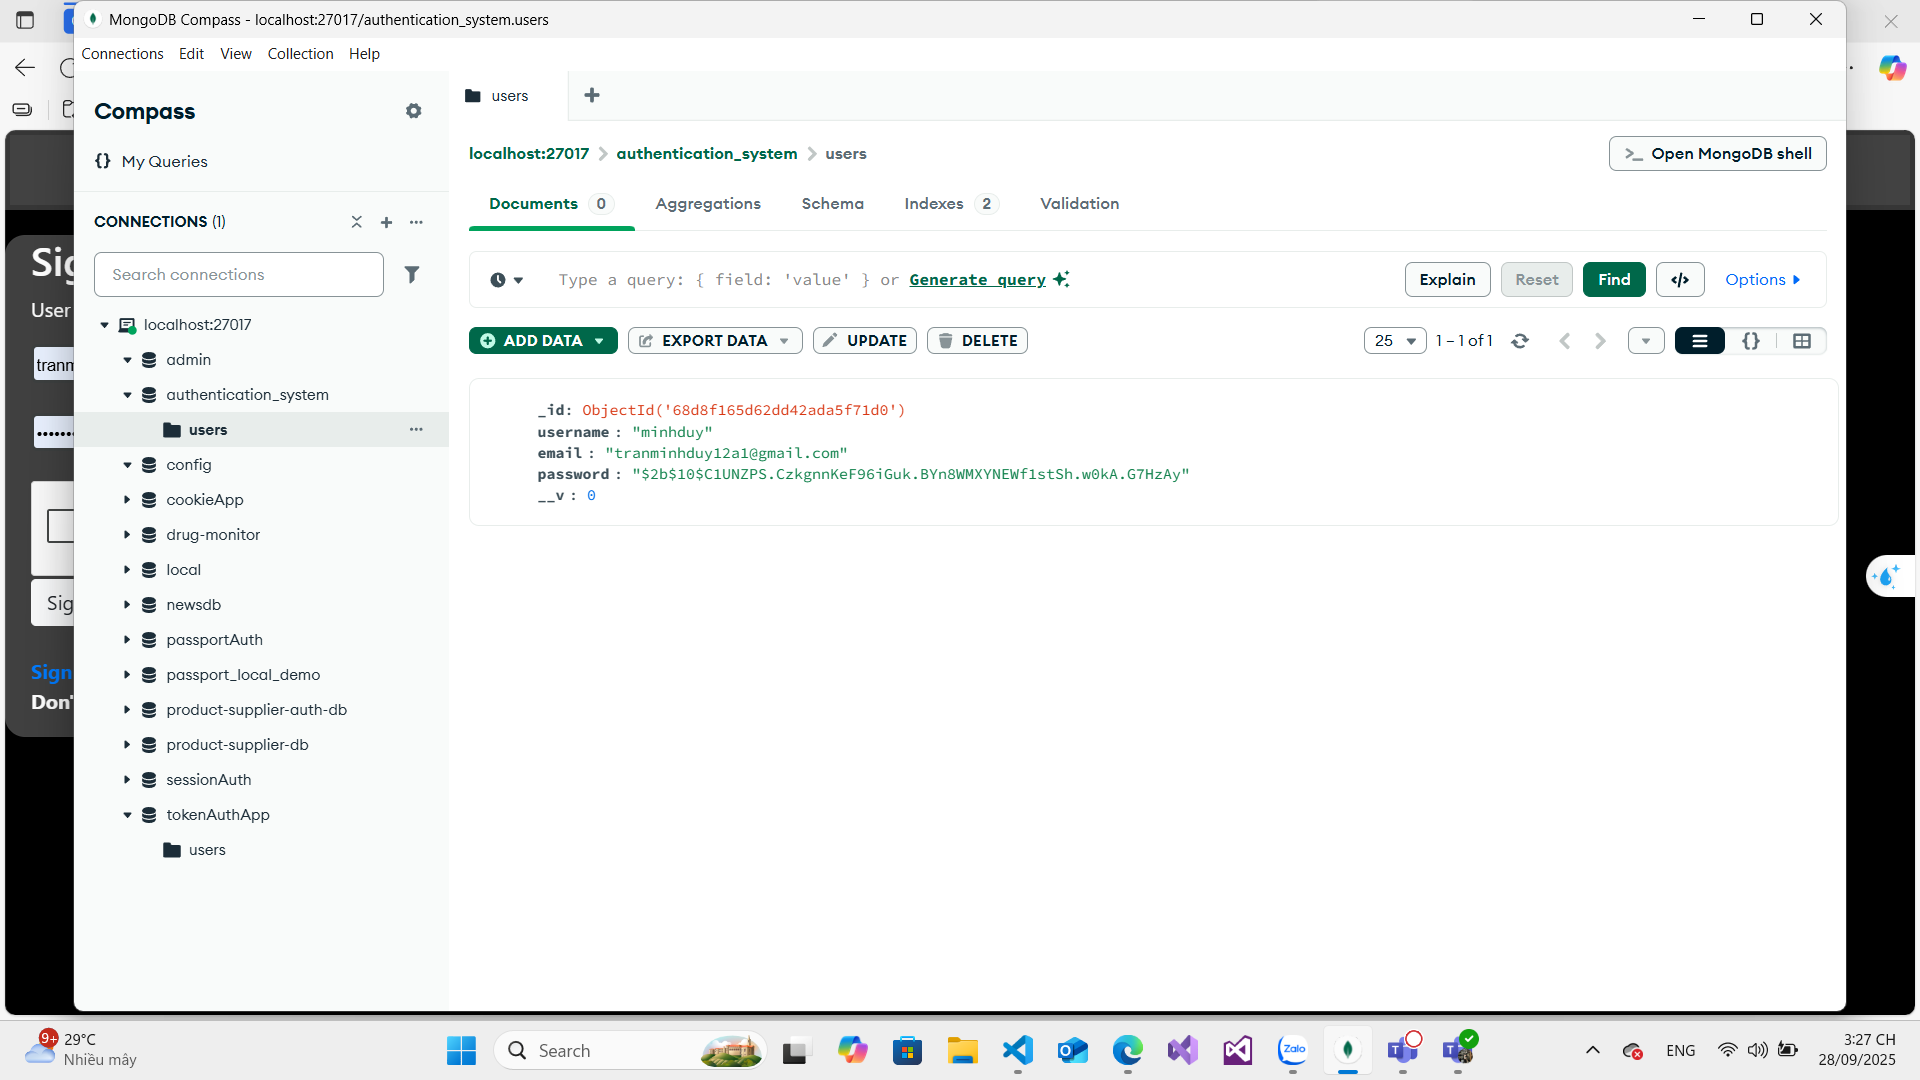 MongoDB Compass - localhost:27017/authentication_system.users
Connections Edit View Collection Help
Compass
My Queries
CONNECTIONS (1)
Search connections
localhost:27017
admin
authentication_system
users
config
cookieApp
drug-monitor
local
newsdb
passportAuth
passport_local_demo
product-supplier-auth-db
product-supplier-db
sessionAuth
tokenAuthApp
users
users
localhost:27017 > authentication_system > users
>_ Open MongoDB shell
Documents 0 Aggregations Schema Indexes 2 Validation
Type a query: { field: 'value' } or Generate query
Explain Reset Find </> Options
ADD DATA EXPORT DATA UPDATE DELETE
25 1 – 1 of 1 {}
_id: ObjectId('68d8f165d62dd42ada5f71d0')
username : "minhduy"
email : "tranminhduy12a1@gmail.com"
password : "$2b$10$C1UNZPS.CzkgnnKeF96iGuk.BYn8WMXYNEWf1stSh.w0kA.G7HzAy"
__v : 0
Sig
User
tranm
Sig
Sign
Don'
9+ 29°C
Nhiều mây
Search
Zalo
ENG
3:27 CH
28/09/2025